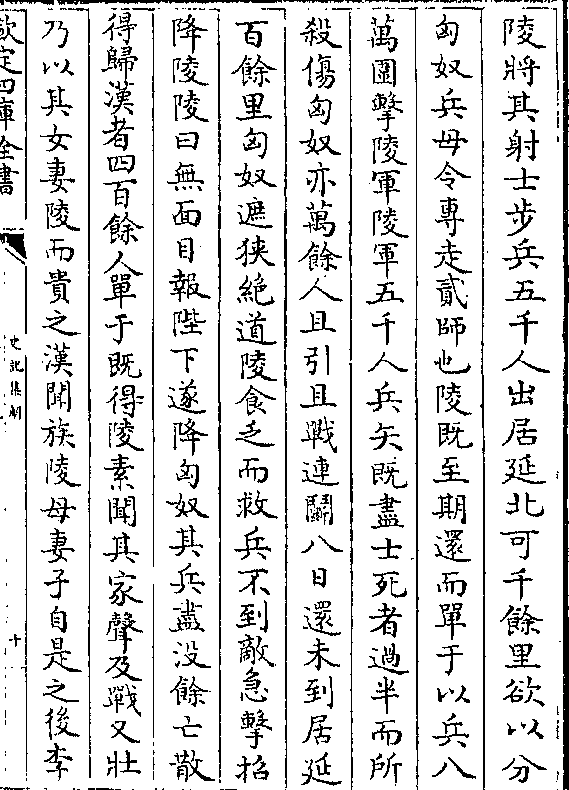 陵將其射士步兵五千人出居延北可千餘里欲以分
匈奴兵毋令專走貳師也陵既至期還而單于以兵八
萬圍擊陵軍陵軍五千人兵矢既盡士死者過半而所
殺傷匈奴亦萬餘人且引且戰連鬬八日還未到居延
百餘里匈奴遮狹絶道陵食乏而救兵不到敵急擊招
降陵陵曰無面目報陛下遂降匈奴其兵盡没餘亡散
得歸漢者四百餘人單于既得陵素聞其家聲及戰又壯
乃以其女妻陵而貴之漢聞族陵母妻子自是之後李
欽定四庫全書
史記集解
十